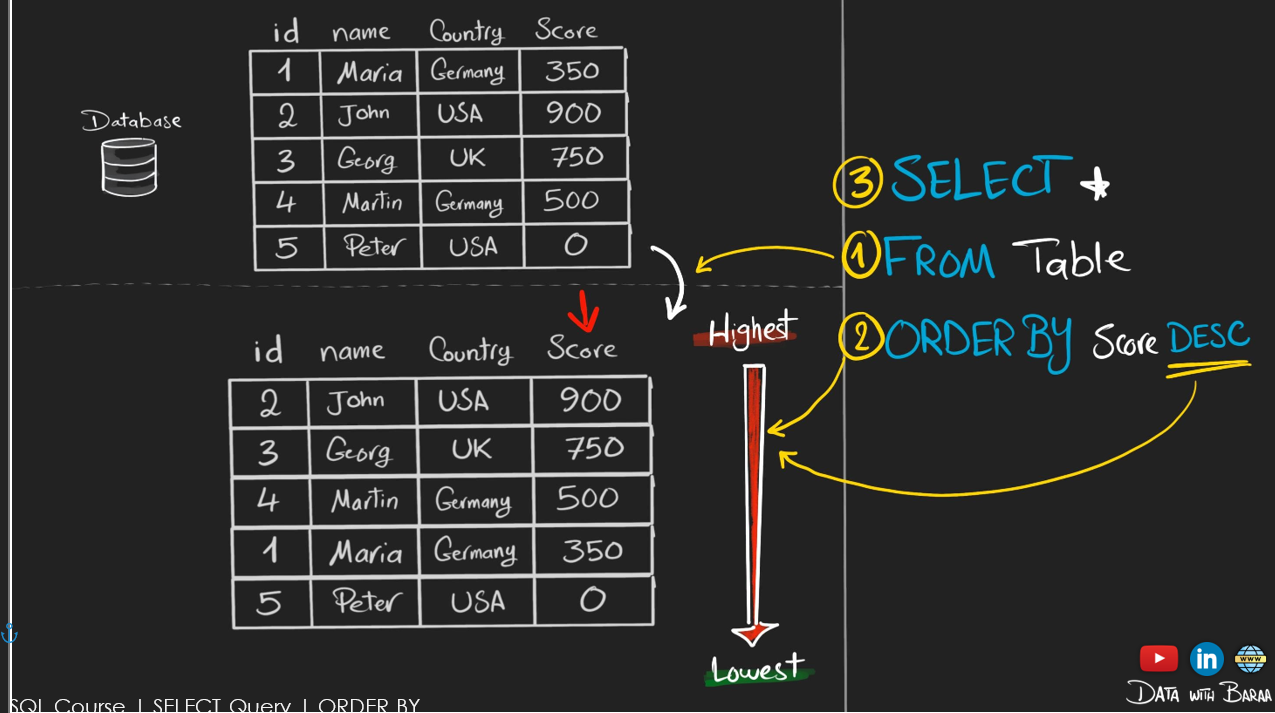 id name Country Score
1 Maria Germany 350
2 John USA 900
3 Georg UK 750
4 Martin Germany 500
5 Peter USA 0
Database
id name Country Score
2 John USA 900
3 Georg UK 750
4 Martin Germany 500
1 Maria Germany 350
5 Peter USA 0
Highest
Lowest
3 SELECT *
1 FROM Table
2 ORDER BY Score DESC
in
WWW
DATA WITH BARAA
SQL Course | SELECT Query | ORDER BY